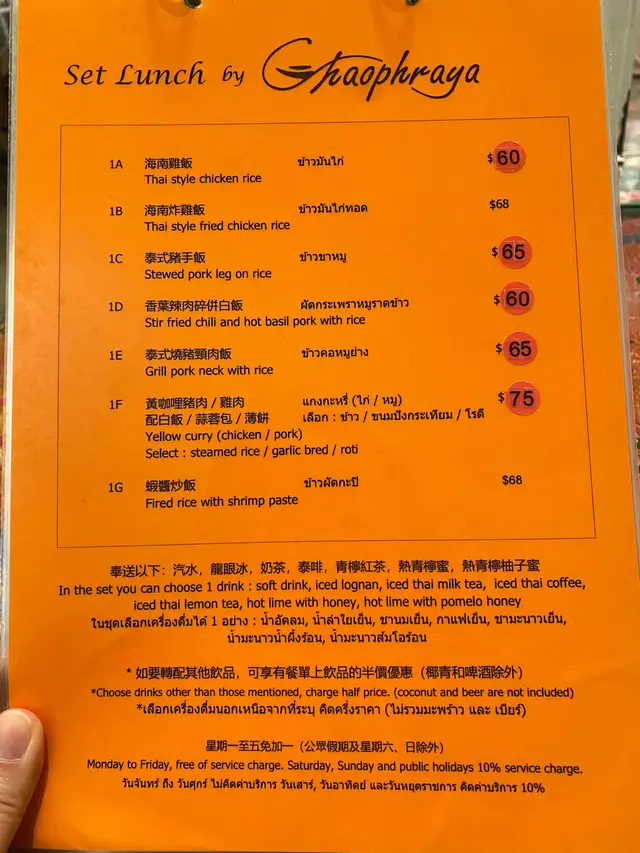 Set Lunch by Chaophraya
1A 海南雞飯 ข้าวมันไก่ $60
Thai style chicken rice
1B 海南炸雞飯 ข้าวมันไก่ทอด $68
Thai style fried chicken rice
1C 泰式豬手飯 ข้าวขาหมู $65
Stewed pork leg on rice
1D 香葉辣肉碎併白飯 ผัดกระเพราหมูราดข้าว $60
Stir fried chili and hot basil pork with rice
1E 泰式燒豬頸肉飯 ข้าวคอหมูย่าง $65
Grill pork neck with rice
1F 黃咖哩豬肉 / 雞肉 แกงกะหรี่ (ไก่ / หมู) $75
配白飯 / 蒜蓉包 / 薄餅 เลือก : ข้าว / ขนมปังกระเทียม / โรตี
Yellow curry (chicken / pork)
Select : steamed rice / garlic bred / roti
1G 蝦醬炒飯 ข้าวผัดกะปิ $68
Fired rice with shrimp paste
奉送以下: 汽水, 龍眼冰, 奶茶, 泰啡, 青檸紅茶, 熱青檸蜜, 熱青檸柚子蜜
In the set you can choose 1 drink : soft drink, iced lognan, iced thai milk tea, iced thai coffee,
iced thai lemon tea, hot lime with honey, hot lime with pomelo honey
ในชุดเลือกเครื่องดื่มได้ 1 อย่าง : น้ำอัดลม, น้ำลำใยเย็น, ชานมเย็น, กาแฟเย็น, ชามะนาวเย็น,
น้ำมะนาวน้ำผึ้งร้อน, น้ำมะนาวส้มโอร้อน
* 如要轉配其他飲品, 可享有餐單上飲品的半價優惠 (椰青和啤酒除外)
*Choose drinks other than those mentioned, charge half price. (coconut and beer are not included)
*เลือกเครื่องดื่มนอกเหนือจากที่ระบุ คิดครึ่งราคา (ไม่รวมมะพร้าว และ เบียร์)
星期一至五免加一 (公眾假期及星期六、日除外)
Monday to Friday, free of service charge. Saturday, Sunday and public holidays 10% service charge.
วันจันทร์ ถึง วันศุกร์ ไม่คิดค่าบริการ วันเสาร์, วันอาทิตย์ และวันหยุดราชการ คิดค่าบริการ 10%